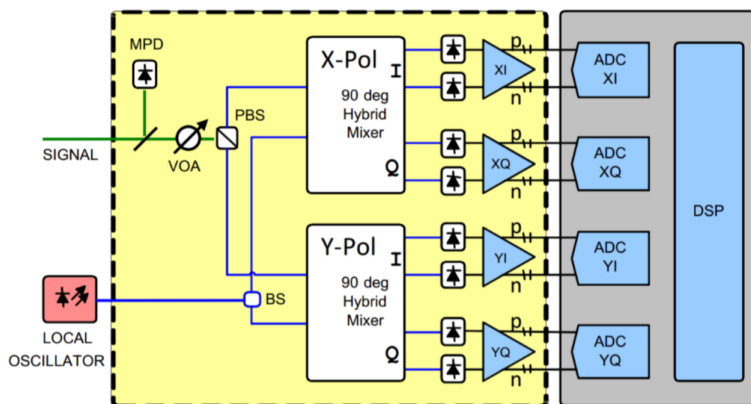 MPD
SIGNAL
VOA
PBS
LOCAL
OSCILLATOR
BS
X-Pol
I
90 deg
Hybrid
Mixer
Q
Y-Pol
I
90 deg
Hybrid
Mixer
Q
p
XI
n
p
XQ
n
p
YI
n
p
YQ
n
ADC
XI
ADC
XQ
ADC
YI
ADC
YQ
DSP